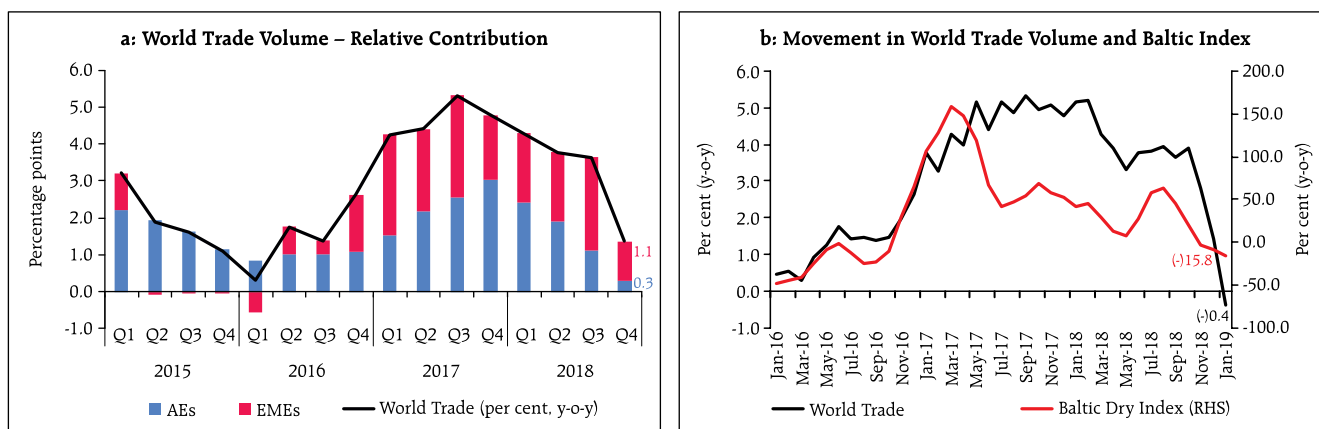 a: World Trade Volume – Relative Contribution
Percentage points
6.0
5.0
4.0
3.0
2.0
1.0
0.0
-1.0
1.1
0.3
Q1 Q2 Q3 Q4 Q1 Q2 Q3 Q4 Q1 Q2 Q3 Q4 Q1 Q2 Q3 Q4
2015 2016 2017 2018
AEs EMEs World Trade (per cent, y-o-y)
b: Movement in World Trade Volume and Baltic Index
Per cent (y-o-y)
6.0
5.0
4.0
3.0
2.0
1.0
0.0
-1.0
200.0
150.0
100.0
50.0
0.0
-50.0
-100.0
Per cent (y-o-y)
(-)15.8
(-)0.4
Jan-16
Mar-16
May-16
Jul-16
Sep-16
Nov-16
Jan-17
Mar-17
May-17
Jul-17
Sep-17
Nov-17
Jan-18
Mar-18
May-18
Jul-18
Sep-18
Nov-18
Jan-19
World Trade Baltic Dry Index (RHS)